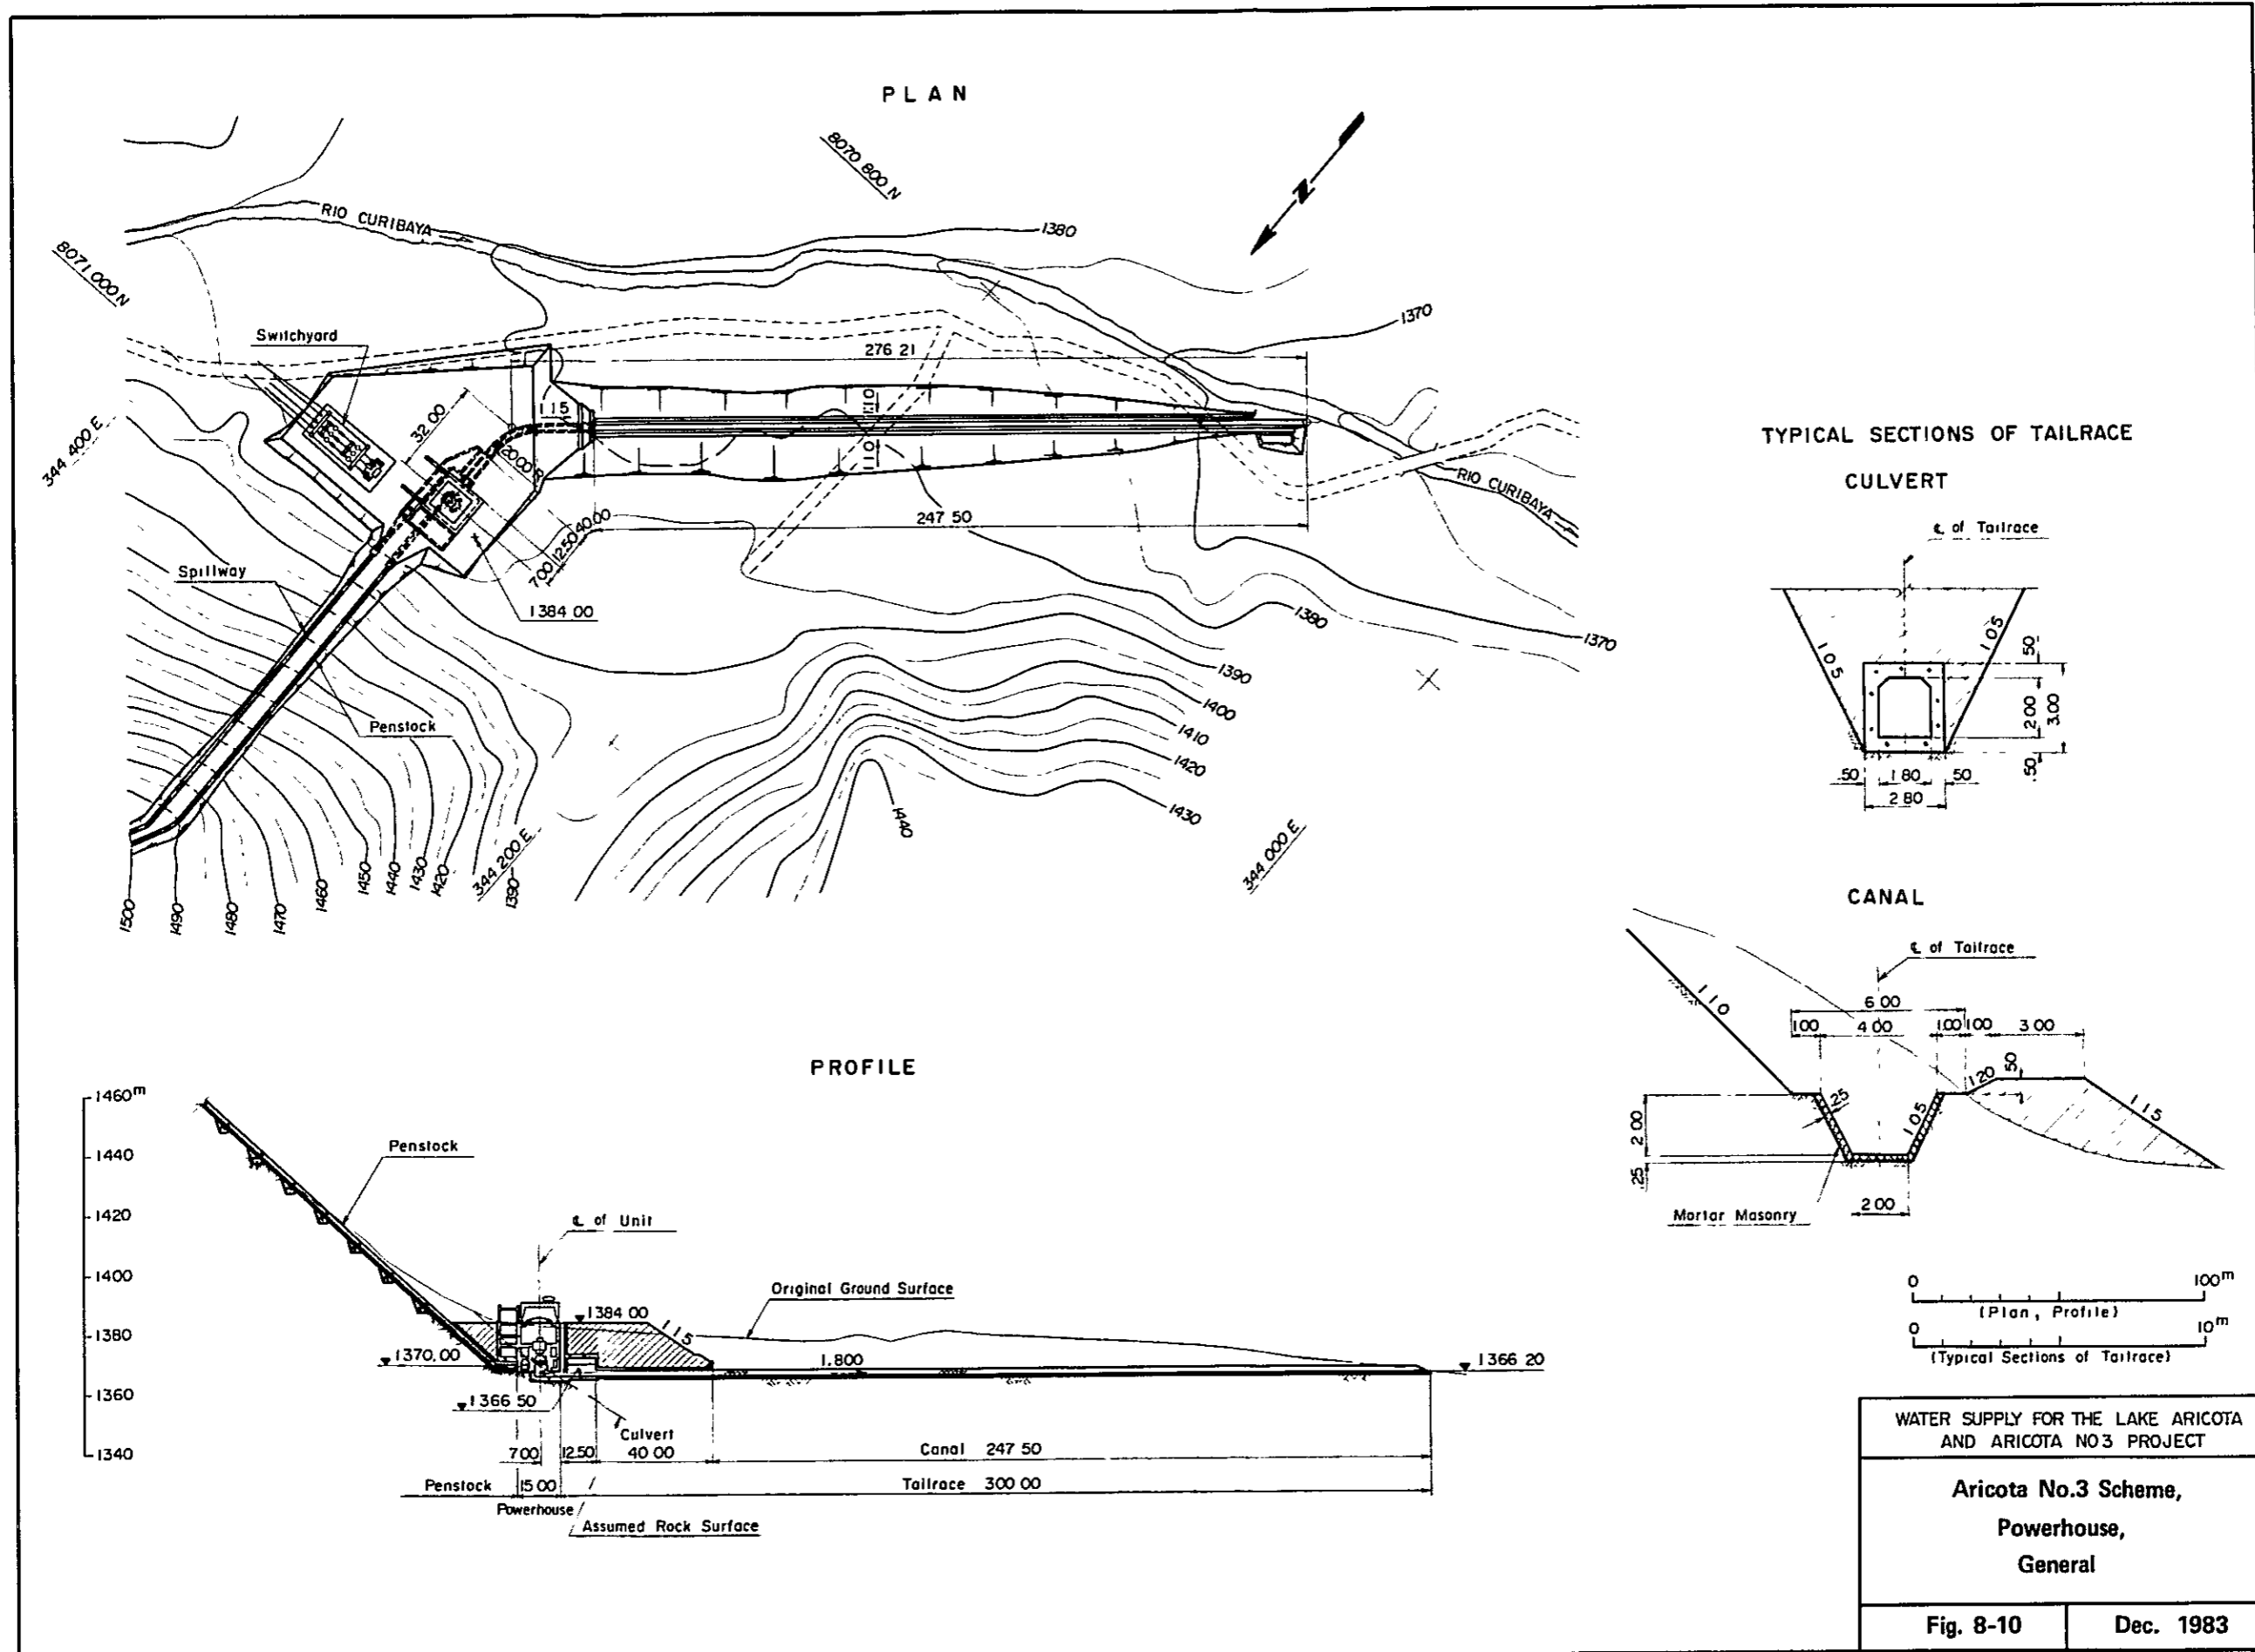 PLAN
8070 800 N
N
RIO CURIBAYA
1380
8071 000 N
1370
Switchyard
276 21
344 400 E
32.00
1 1.5
1 1.0
1 1.0
20.00 R
RIO CURIBAYA
247 50
7.00
12.50
40.00
Spillway
1384 00
1380
1370
1390
1400
1410
1420
1430
1440
Penstock
344 200 E
344 000 E
1500
1490
1480
1470
1460
1450
1440
1430
1420
1390
TYPICAL SECTIONS OF TAILRACE
CULVERT
℄ of Tailrace
1 0.5
1 0.5
.50
2.00
3.00
.50
.50
1 80
50
2 80
CANAL
℄ of Tailrace
1 1.0
6 00
1 00
4 00
1.00
1 00
3 00
1 2.0
.50
.25
1 0.5
1 1.5
2 00
.25
Mortar Masonry
2 00
0
100m
(Plan, Profile)
0
10m
(Typical Sections of Tailrace)
PROFILE
1460m
1440
1420
1400
1380
1360
1340
Penstock
℄ of Unit
Original Ground Surface
1384 00
1 1.5
1370.00
1.800
1366 20
1366 50
Culvert
7.00
12.50
40 00
Canal 247 50
Penstock
15 00
Tailrace 300 00
Powerhouse
Assumed Rock Surface
WATER SUPPLY FOR THE LAKE ARICOTA
AND ARICOTA NO3 PROJECT
Aricota No.3 Scheme,
Powerhouse,
General
Fig. 8-10
Dec. 1983